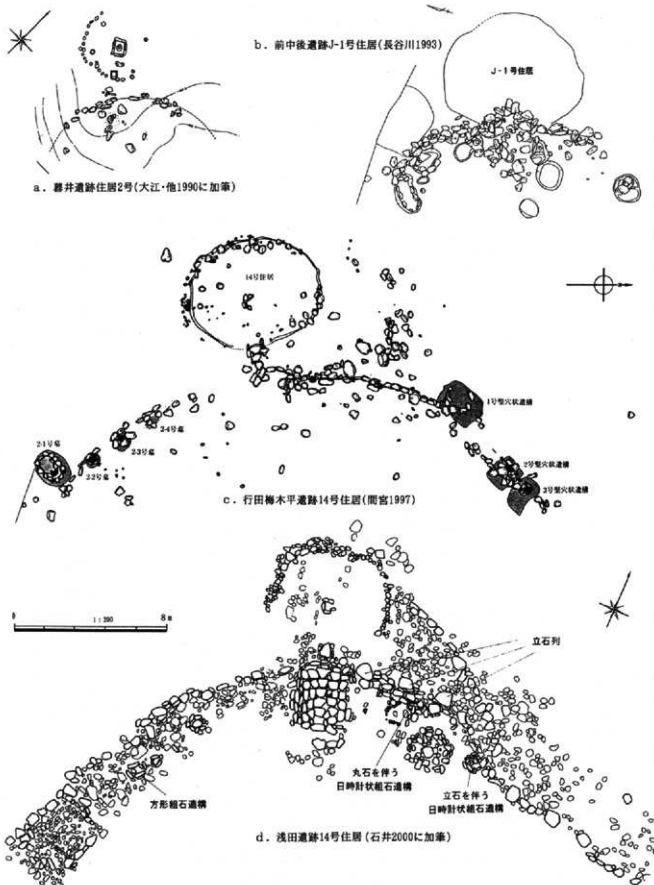 b．前中後遺跡J-1号住居(長谷川1993)
J-1号住居
a．暮井遺跡住居2号(大江・他1990に加筆)
14号住居
1号竪穴状遺構
2-4号墓
2-1号墓
2-3号墓
2-2号墓
2号竪穴状遺構
3号竪穴状遺構
c．行田梅木平遺跡14号住居(間宮1997)
0
1:200
8m
立石列
丸石を伴う
日時計状組石遺構
立石を伴う
日時計状組石遺構
方形組石遺構
d．浅田遺跡14号住居(石井2000に加筆)